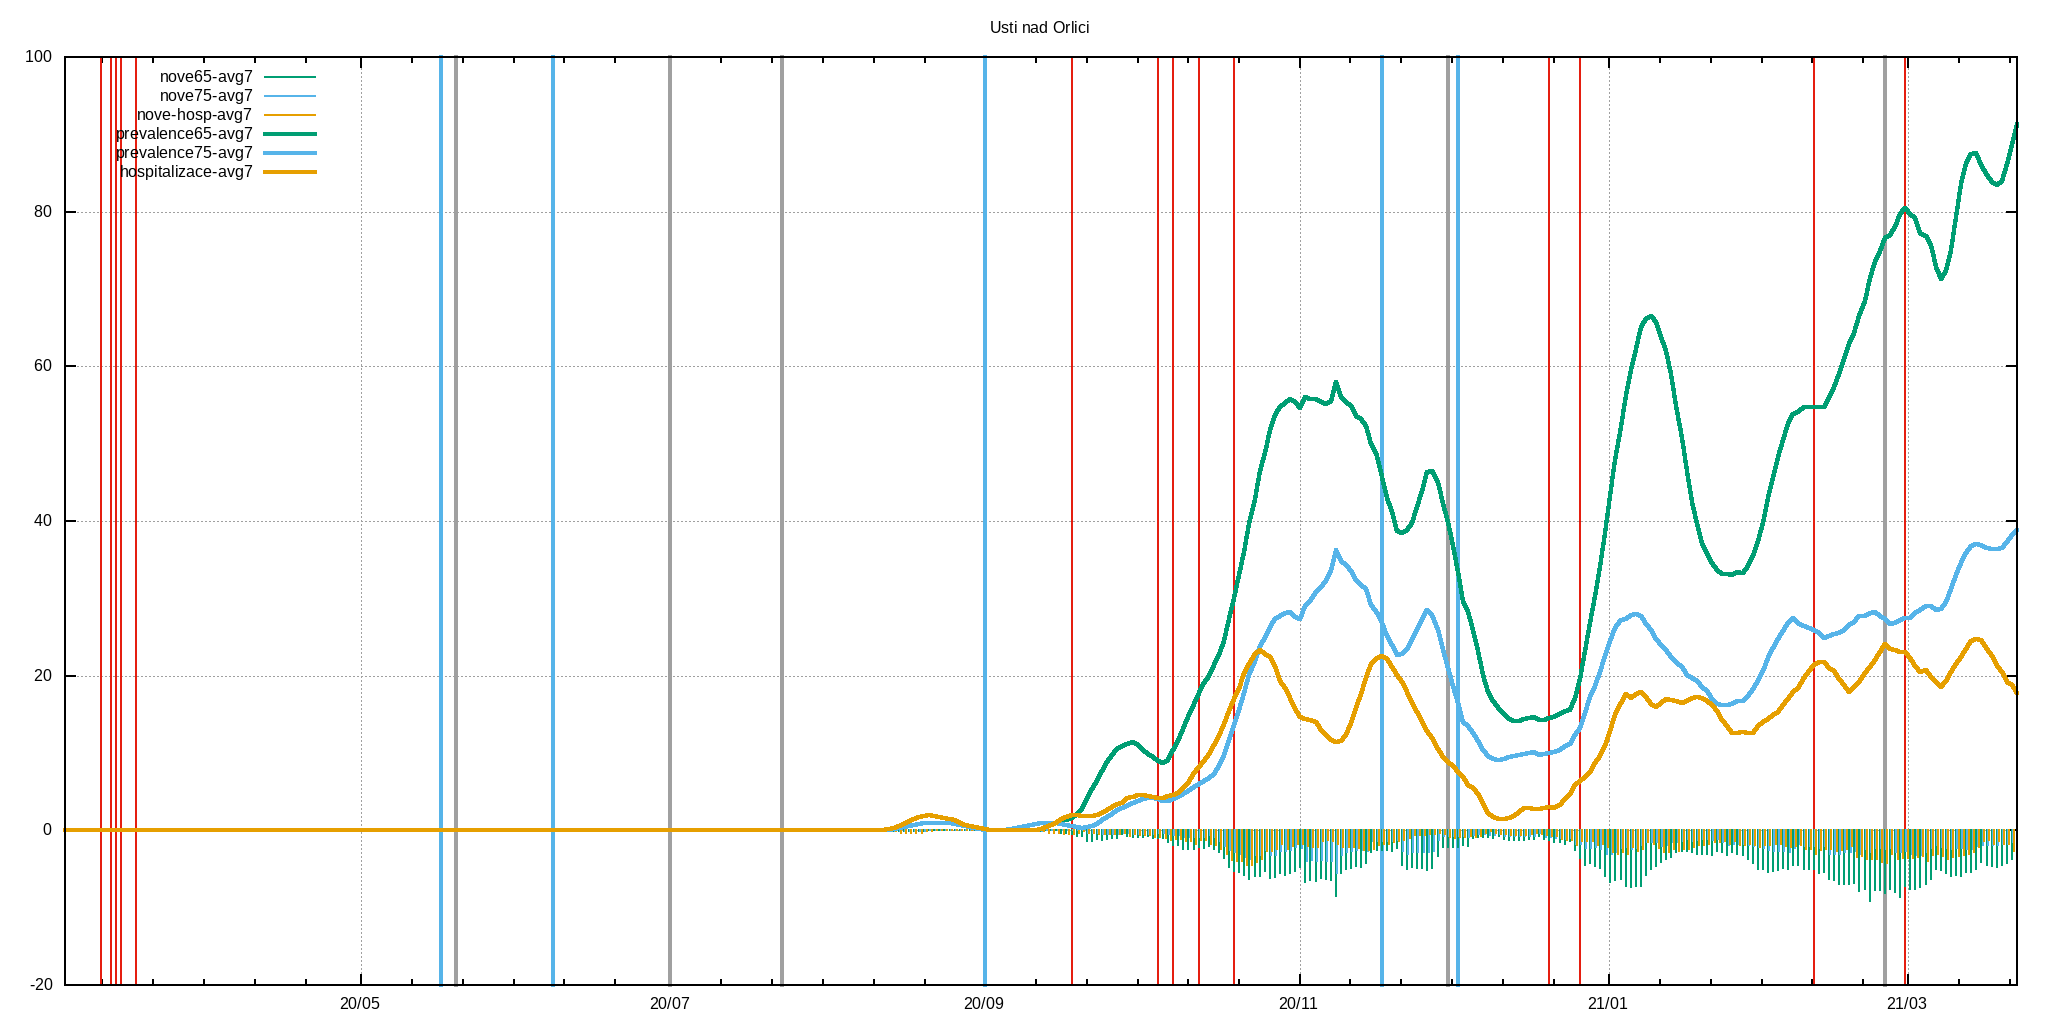 Usti nad Orlici
100
80
60
40
20
0
-20
nove65-avg7
nove75-avg7
nove-hosp-avg7
prevalence65-avg7
prevalence75-avg7
hospitalizace-avg7
20/05
20/07
20/09
20/11
21/01
21/03